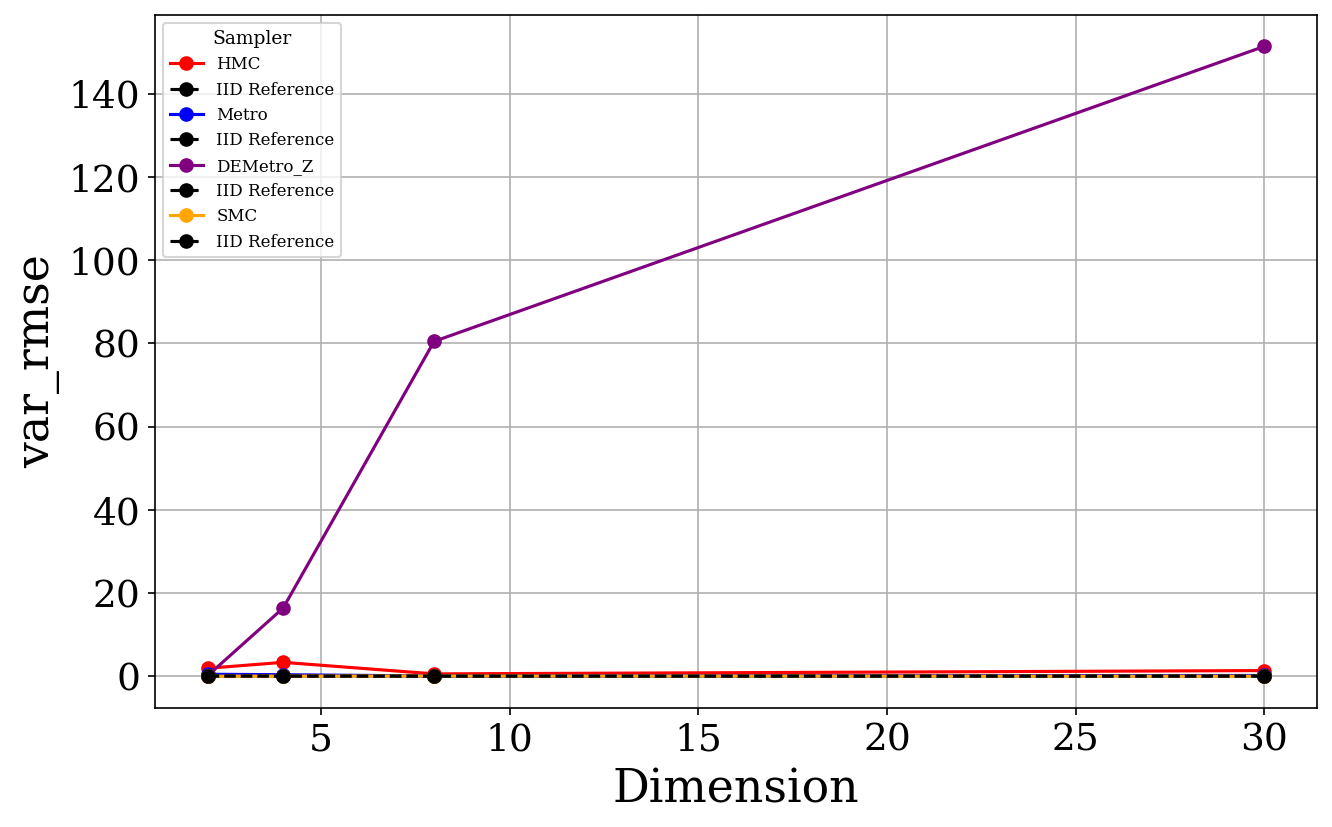 Sampler
HMC
IID Reference
Metro
IID Reference
DEMetro_Z
IID Reference
SMC
IID Reference
var_rmse
140
120
100
80
60
40
20
0
5 10 15 20 25 30
Dimension